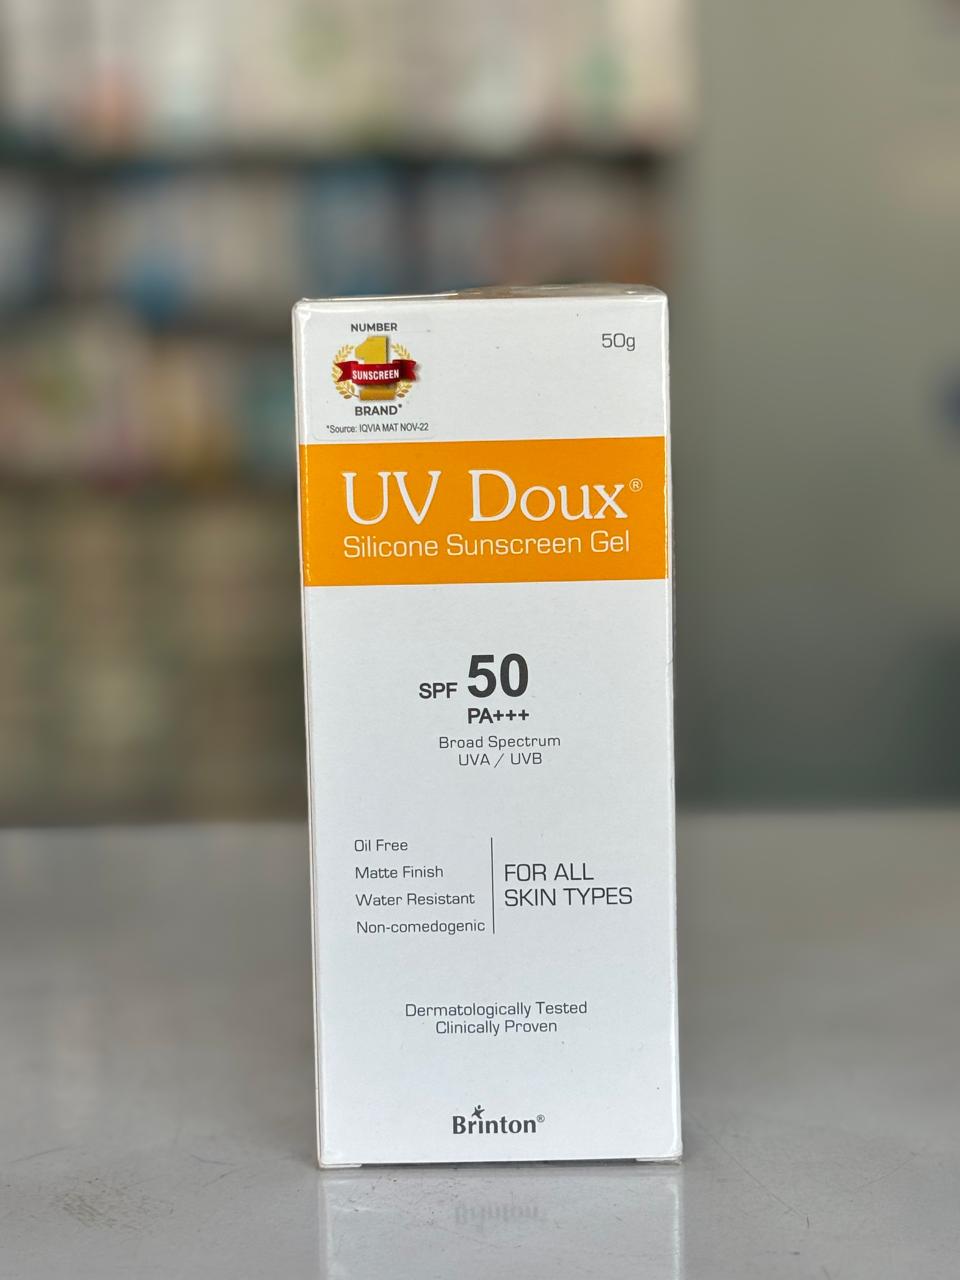 NUMBER
1
SUNSCREEN
BRAND*
*Source: IQVIA MAT NOV-22
50g
UV Doux®
Silicone Sunscreen Gel
SPF 50
PA+++
Broad Spectrum
UVA / UVB
Oil Free
Matte Finish
Water Resistant
Non-comedogenic
FOR ALL
SKIN TYPES
Dermatologically Tested
Clinically Proven
Brinton®